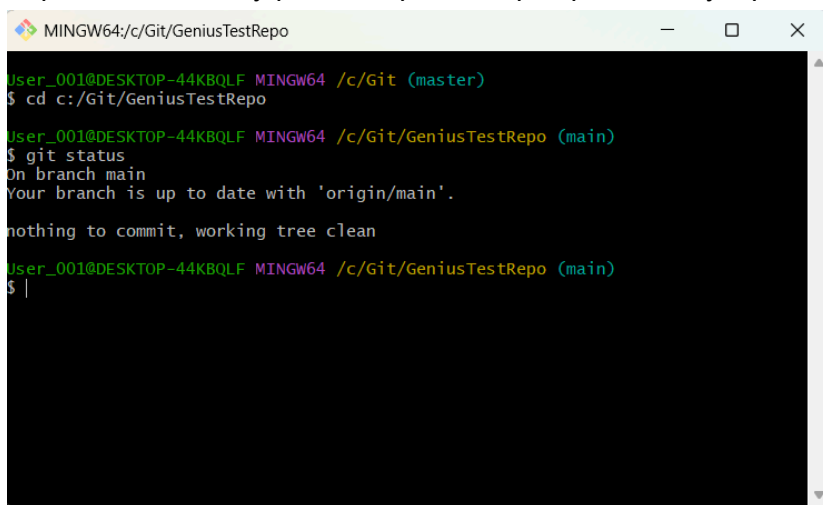 MINGW64:/c/Git/GeniusTestRepo
User_001@DESKTOP-44KBQLF MINGW64 /c/Git (master)
$ cd c:/Git/GeniusTestRepo
User_001@DESKTOP-44KBQLF MINGW64 /c/Git/GeniusTestRepo (main)
$ git status
On branch main
Your branch is up to date with 'origin/main'.
nothing to commit, working tree clean
User_001@DESKTOP-44KBQLF MINGW64 /c/Git/GeniusTestRepo (main)
$